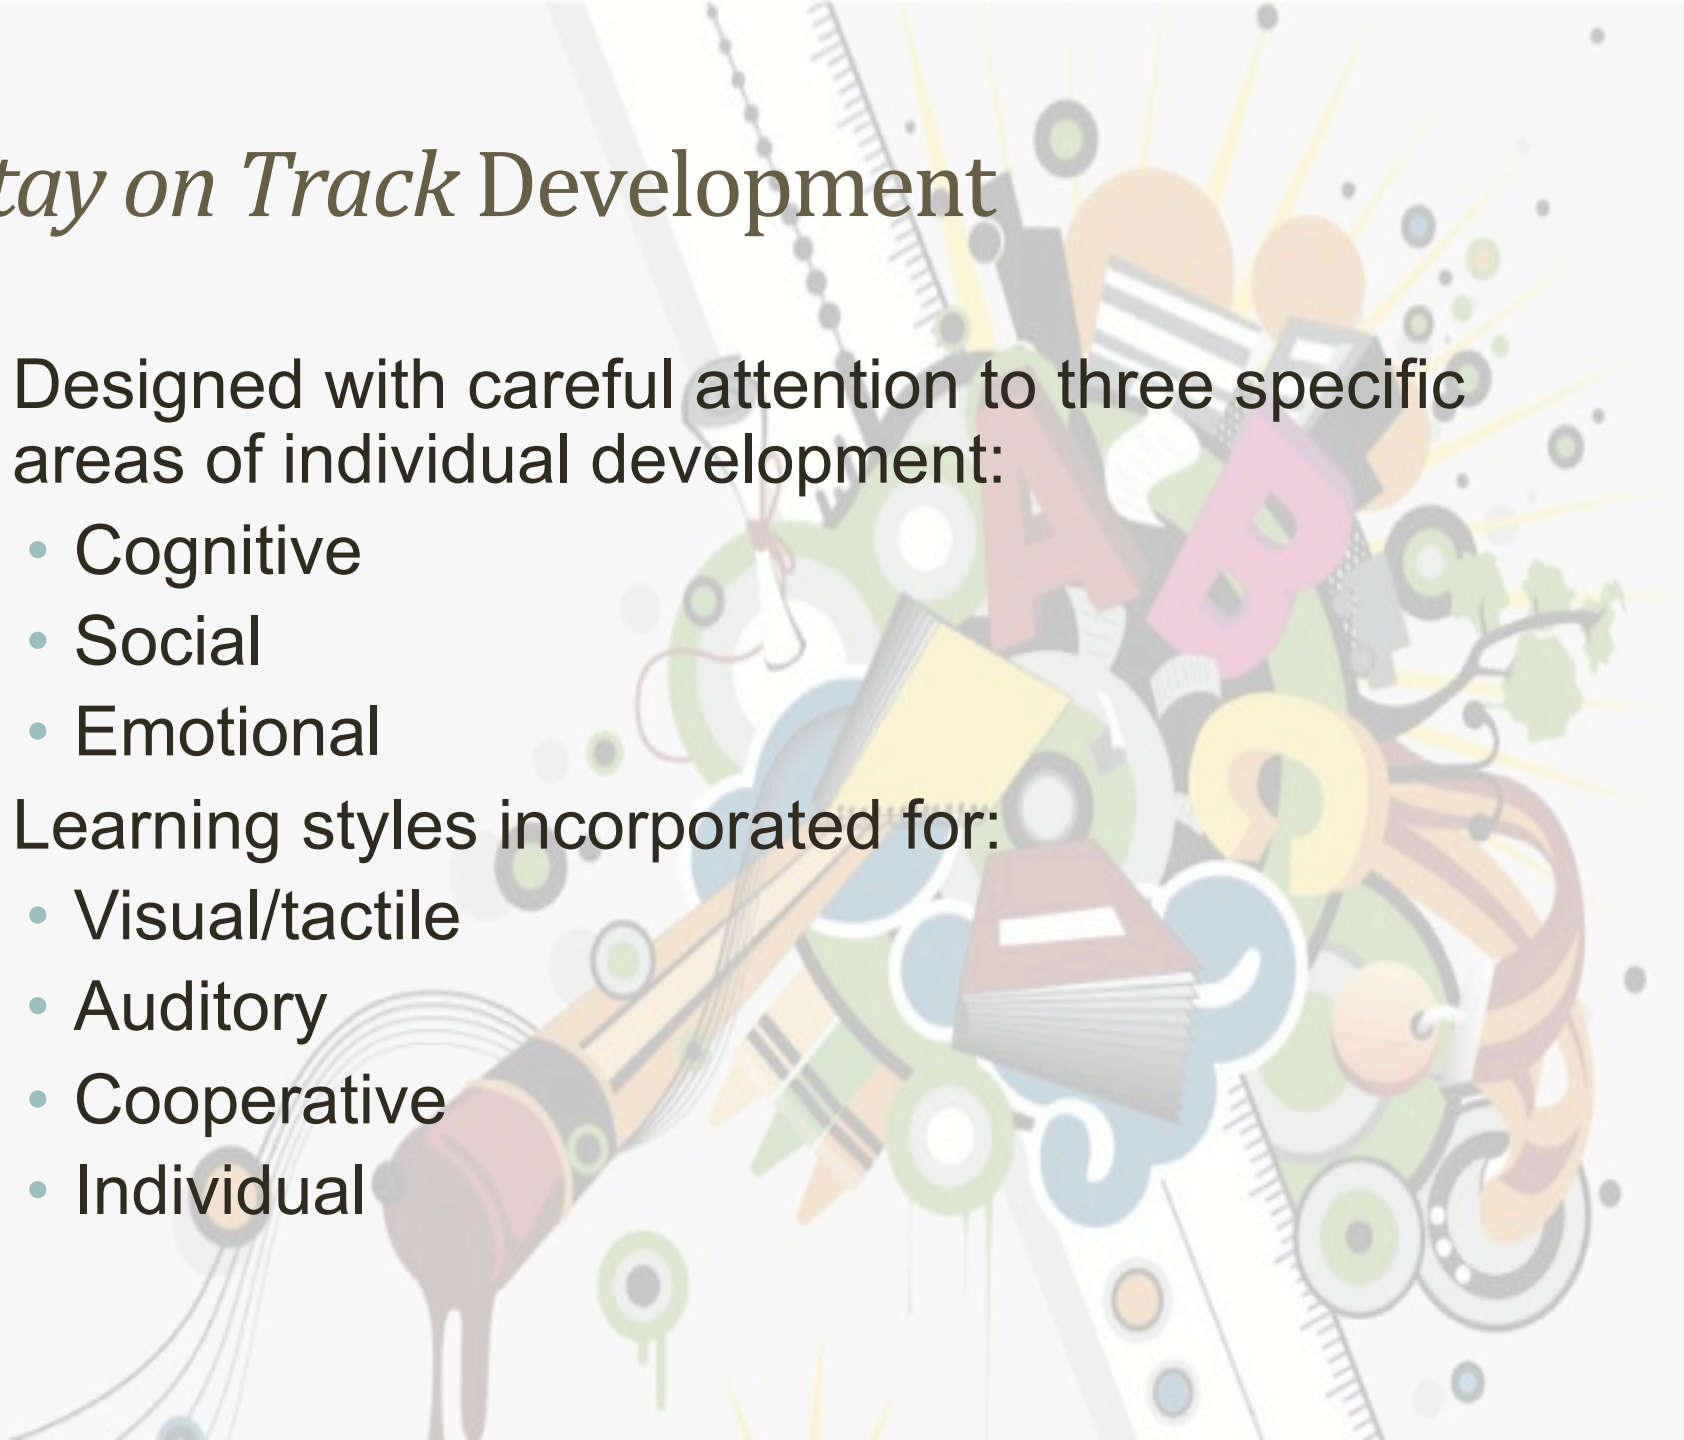 tay on Track Development
Designed with careful attention to three specific
areas of individual development:
• Cognitive
• Social
• Emotional
Learning styles incorporated for:
• Visual/tactile
• Auditory
• Cooperative
• Individual
A
B
C